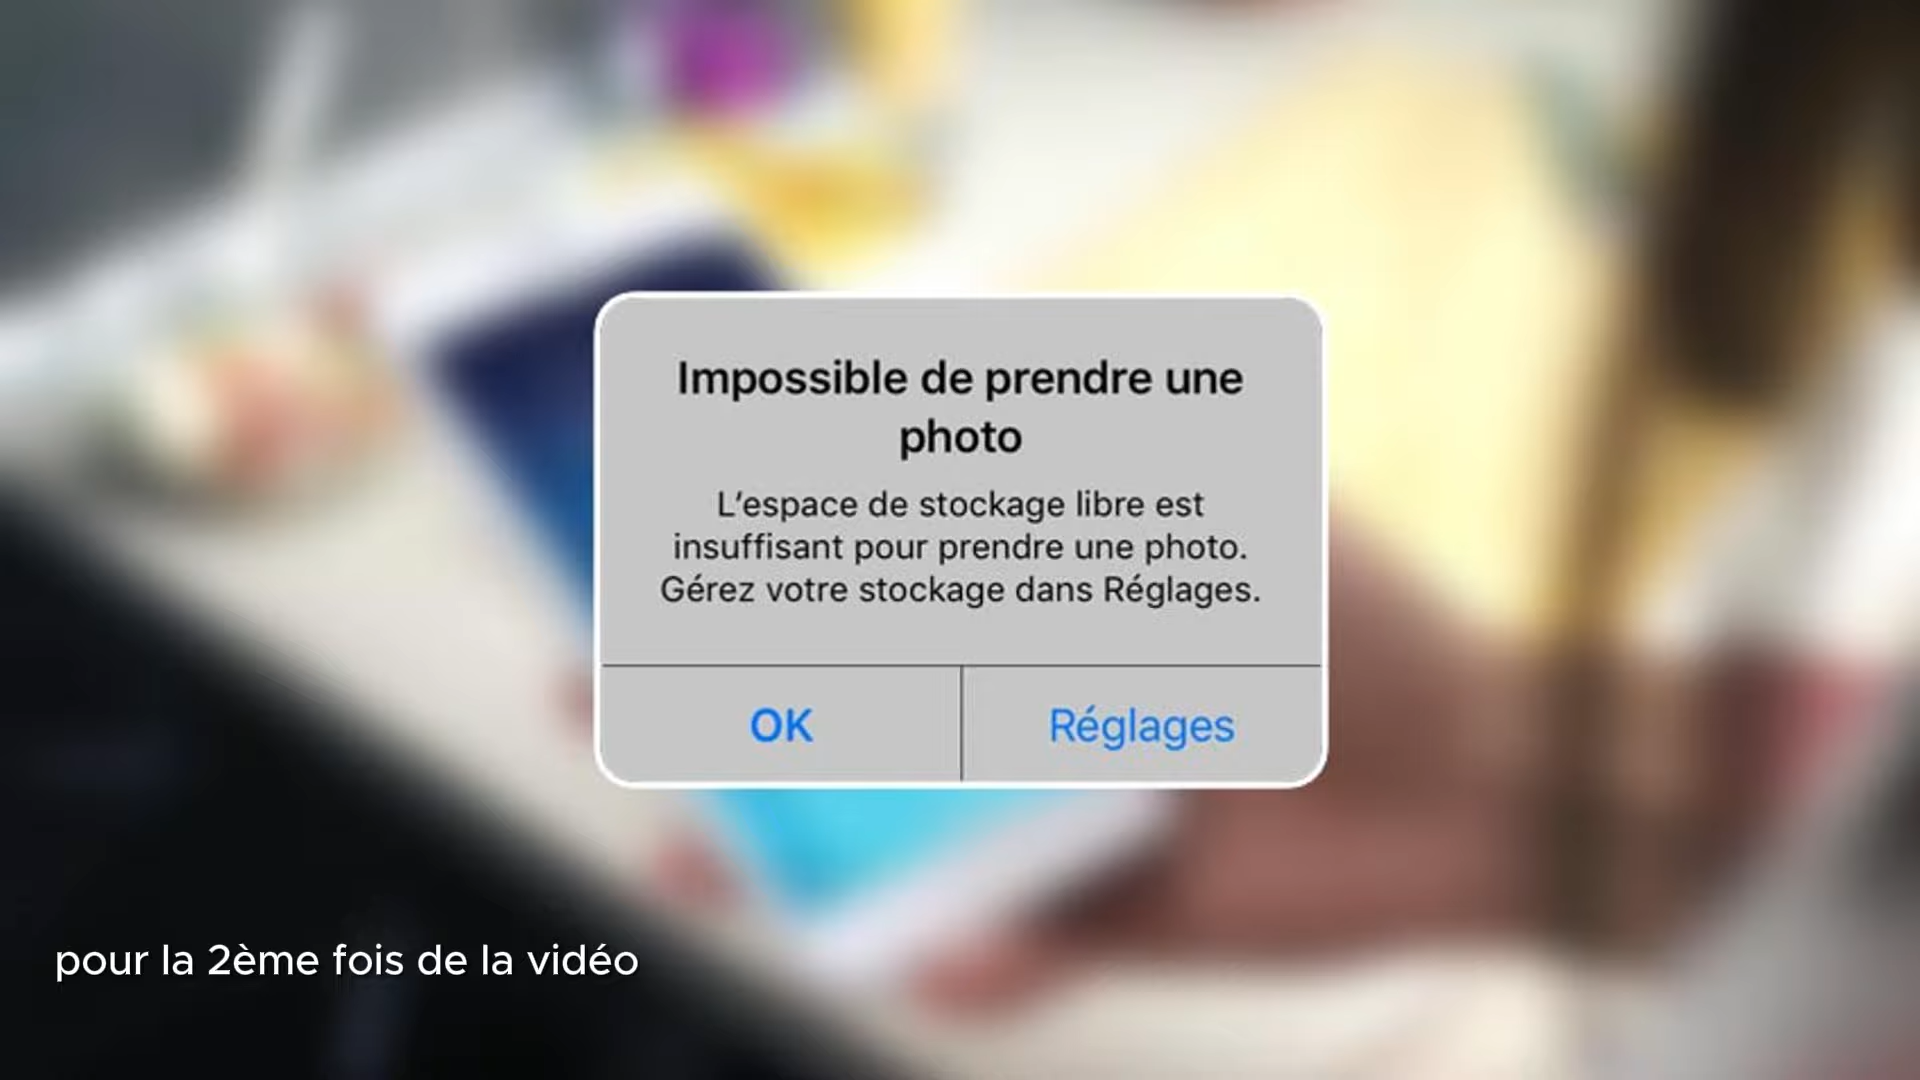 Impossible de prendre une
photo
L’espace de stockage libre est
insuffisant pour prendre une photo.
Gérez votre stockage dans Réglages.
OK
Réglages
pour la 2ème fois de la vidéo